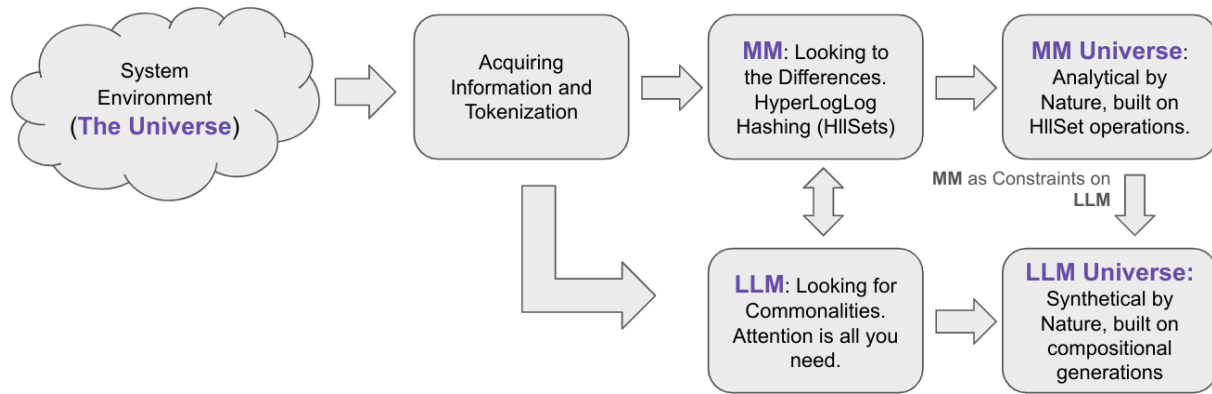 System
Environment
(The Universe)
Acquiring
Information and
Tokenization
MM: Looking to
the Differences.
HyperLogLog
Hashing (HllSets)
MM Universe:
Analytical by
Nature, built on
HllSet operations.
MM as Constraints on
LLM
LLM: Looking for
Commonalities.
Attention is all you
need.
LLM Universe:
Synthetical by
Nature, built on
compositional
generations